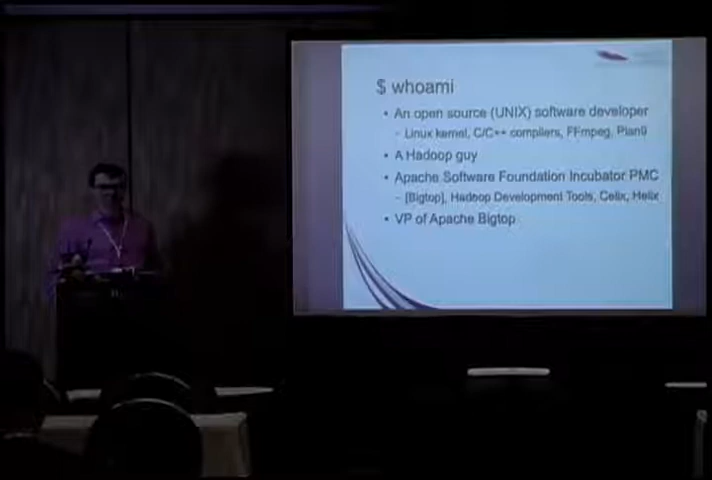 $ whoami
• An open source (UNIX) software developer
- Linux kernel, C/C++ compilers, FFmpeg, Plan9
• A Hadoop guy
• Apache Software Foundation Incubator PMC
- [Bigtop], Hadoop Development Tools, Celix, Helix
• VP of Apache Bigtop